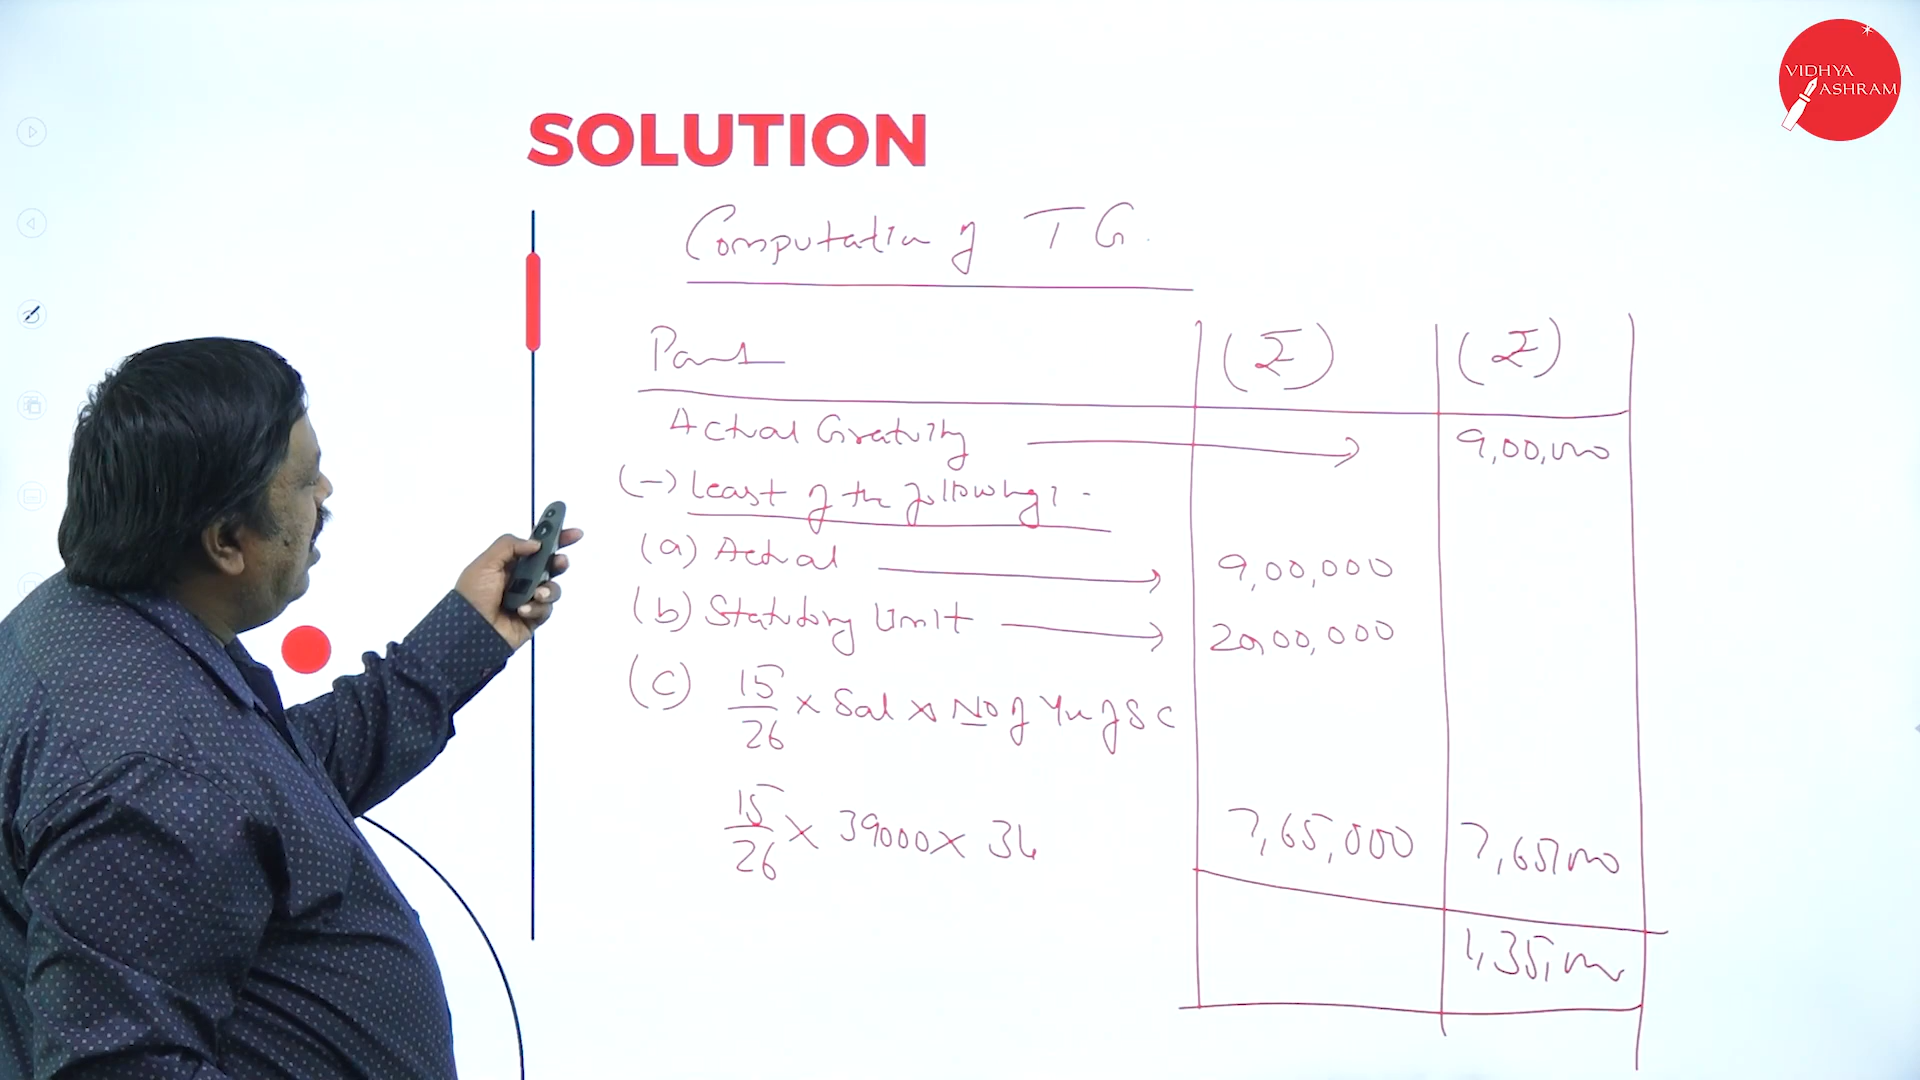 VIDHYA
ASHRAM
SOLUTION
Computation of TG.
(₹) (₹)
Actual Gratuity 9,00,000
(-) Least of the following: -
(a) Actual 9,00,000
(b) Statutory Limit 20,00,000
(c) 15/26 × Sal × No of Yrs of SC
15/26 × 39000 × 34 7,65,000 7,65,000
1,35,000